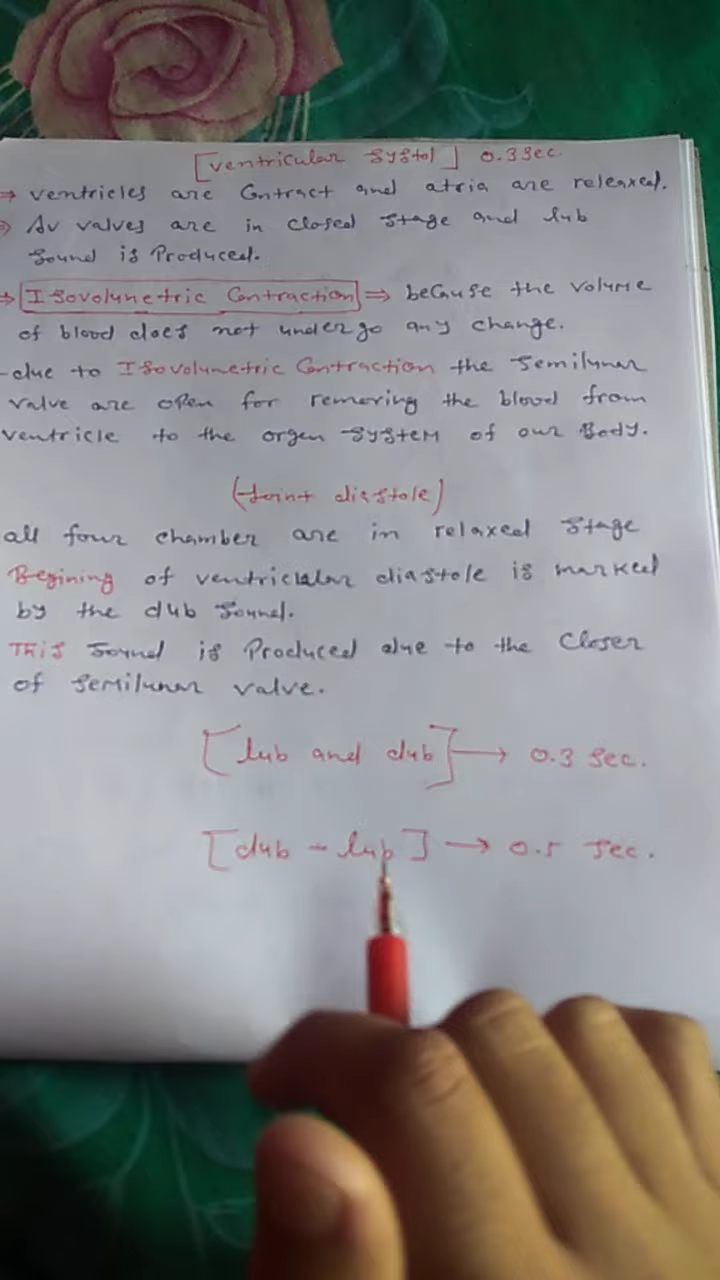 [ventricular systol] 0.3 sec.
⇒ ventricles are Contract and atria are relexed.
⇒ AV valves are in closed stage and lub
sound is Produced.
⇒ Isovolumetric Contraction ⇒ because the volume
of blood does not undergo any change.
- due to Isovolumetric Contraction the semilunar
valve are open for removing the blood from
ventricle to the organ system of our Body.
(Joint diastole)
all four chamber are in relaxed stage
Begining of ventricular diastole is marked
by the dub sound.
This sound is Produced due to the Closer
of semilunar valve.
[lub and dub] → 0.3 sec.
[dub - lub] → 0.5 sec.